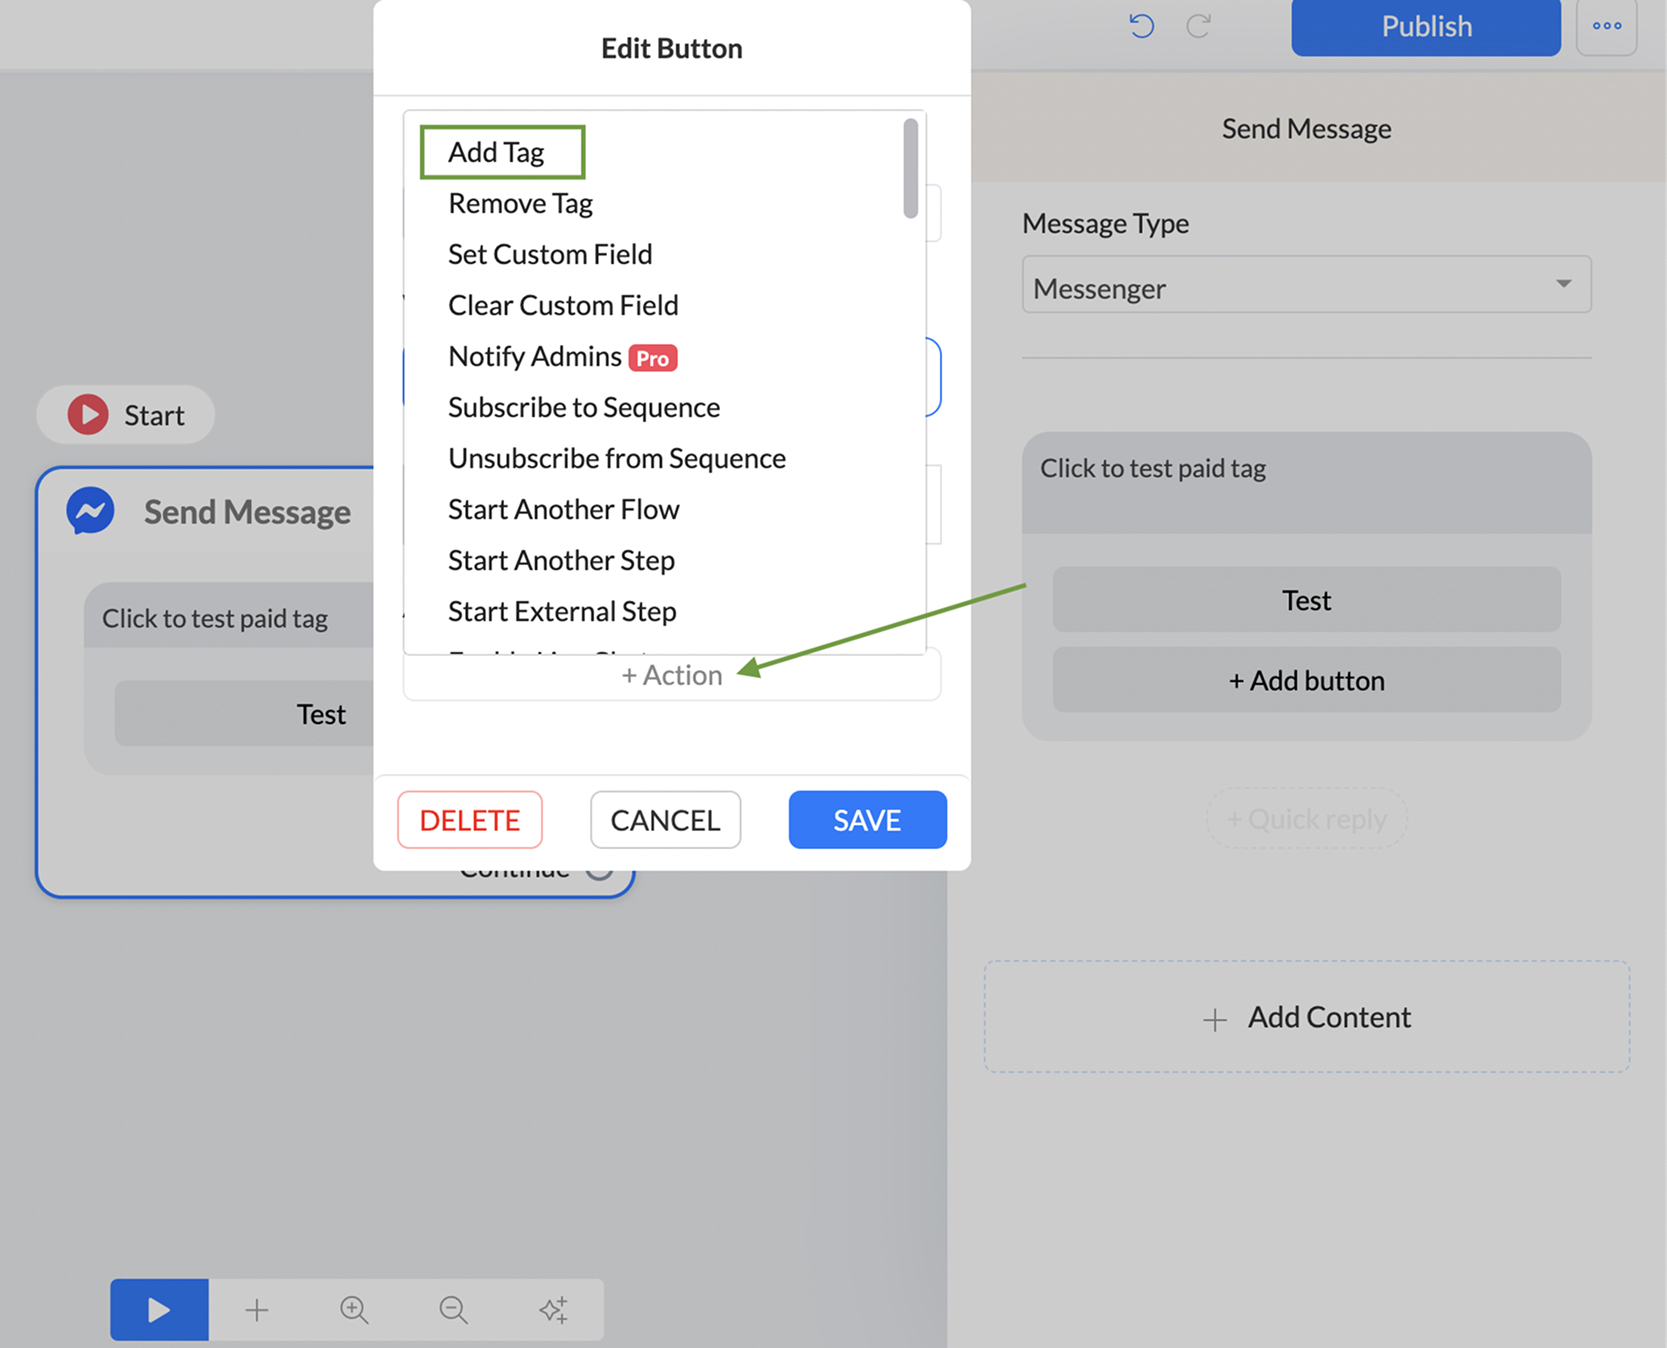 Edit Button
Publish
Add Tag
Remove Tag
Set Custom Field
Clear Custom Field
Notify Admins Pro
Subscribe to Sequence
Unsubscribe from Sequence
Start Another Flow
Start Another Step
Start External Step
+ Action
DELETE
CANCEL
SAVE
Start
Send Message
Click to test paid tag
Test
Continue
Send Message
Message Type
Messenger
Click to test paid tag
Test
+ Add button
+ Quick reply
+ Add Content